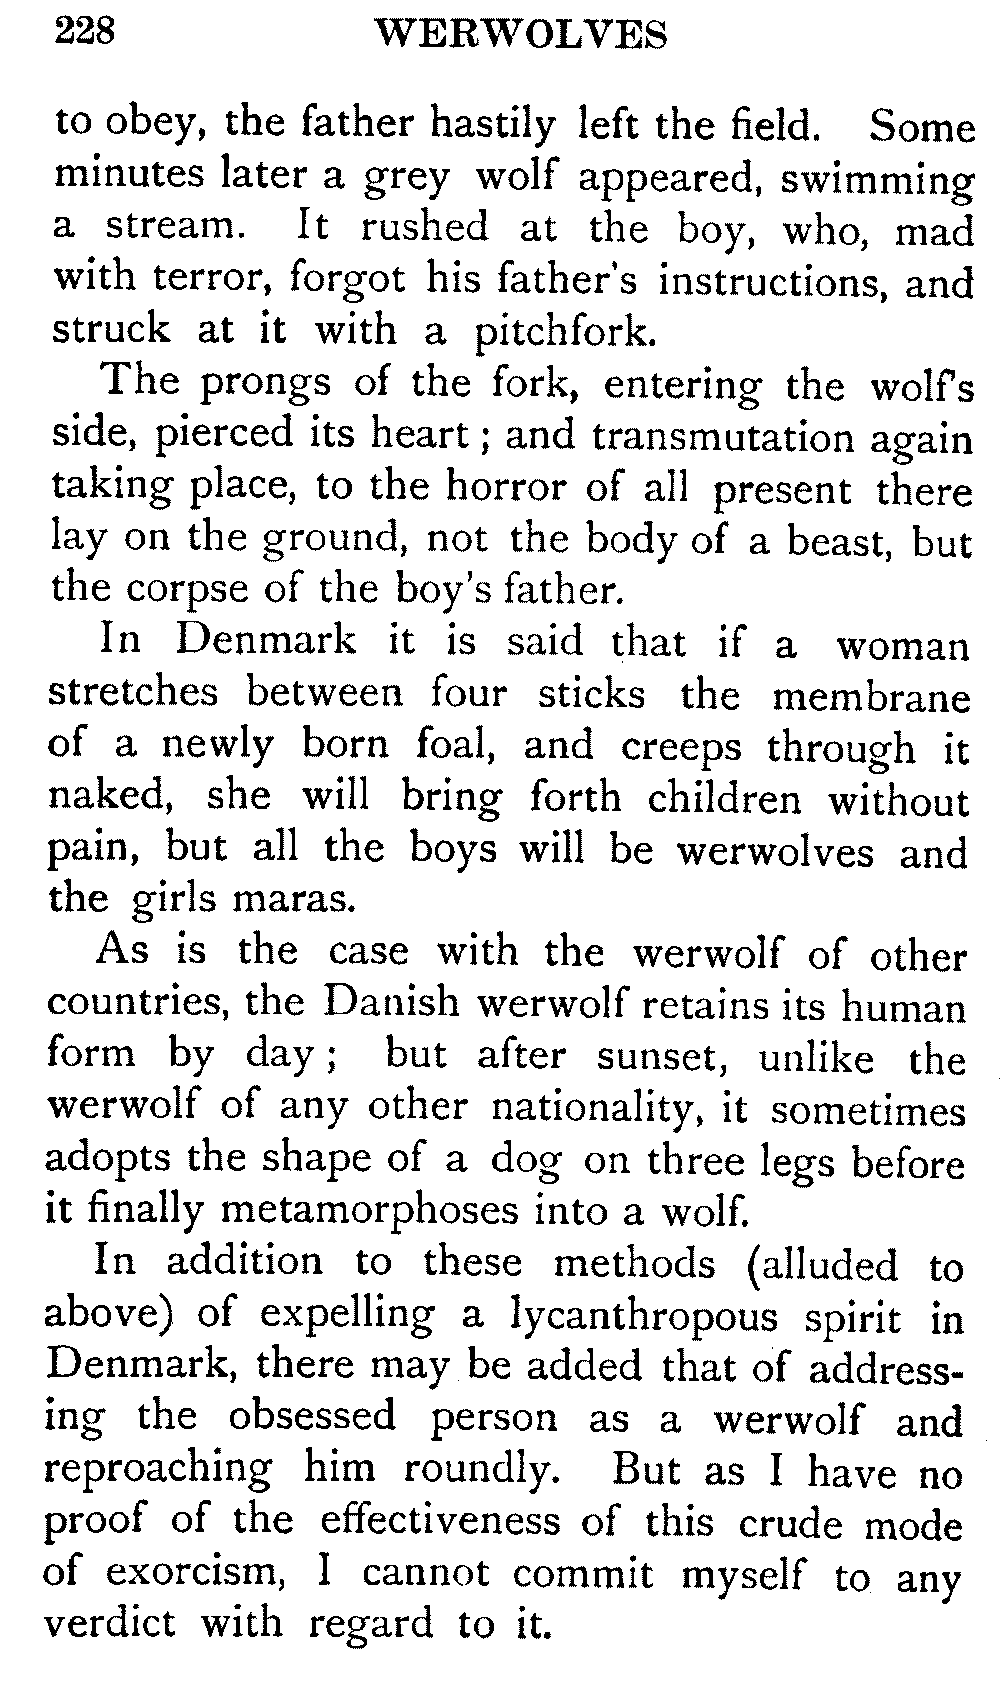 228 WERWOLVES
to obey, the father hastily left the field. Some
minutes later a grey wolf appeared, swimming
a stream. It rushed at the boy, who, mad
with terror, forgot his father's instructions, and
struck at it with a pitchfork.
The prongs of the fork, entering the wolf's
side, pierced its heart ; and transmutation again
taking place, to the horror of all present there
lay on the ground, not the body of a beast, but
the corpse of the boy's father.
In Denmark it is said that if a woman
stretches between four sticks the membrane
of a newly born foal, and creeps through it
naked, she will bring forth children without
pain, but all the boys will be werwolves and
the girls maras.
As is the case with the werwolf of other
countries, the Danish werwolf retains its human
form by day ; but after sunset, unlike the
werwolf of any other nationality, it sometimes
adopts the shape of a dog on three legs before
it finally metamorphoses into a wolf.
In addition to these methods (alluded to
above) of expelling a lycanthropous spirit in
Denmark, there may be added that of address-
ing the obsessed person as a werwolf and
reproaching him roundly. But as I have no
proof of the effectiveness of this crude mode
of exorcism, I cannot commit myself to any
verdict with regard to it.